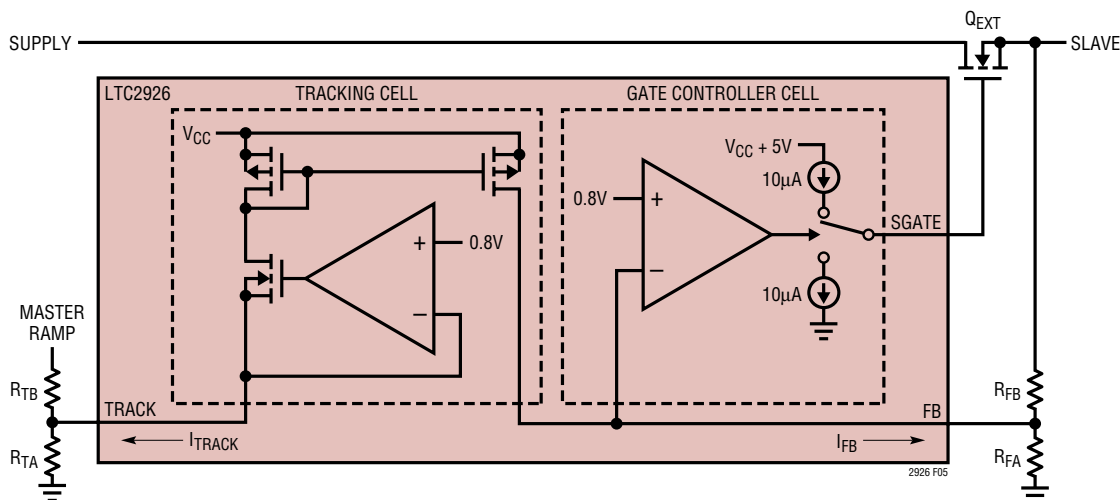 Q_EXT
SUPPLY
SLAVE
LTC2926
TRACKING CELL
GATE CONTROLLER CELL
V_CC
V_CC + 5V
10µA
0.8V
+
SGATE
+
0.8V
–
10µA
–
MASTER
RAMP
R_TB
R_FB
TRACK
FB
I_TRACK
I_FB
R_TA
R_FA
2926 F05